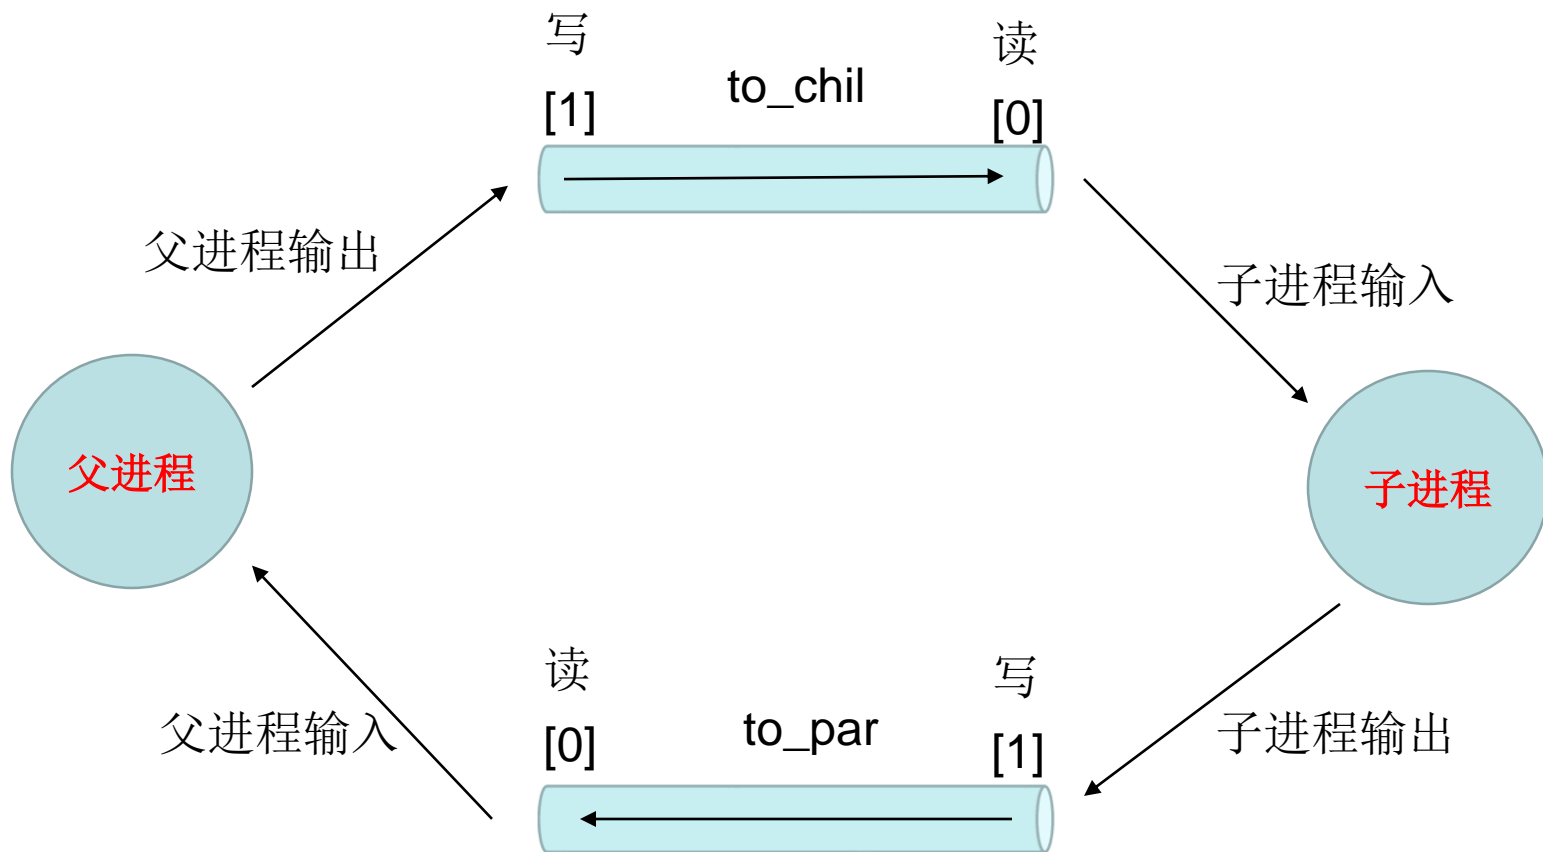 写
读
[1]
to_chil
[0]
父进程输出
子进程输入
父进程
子进程
读
写
父进程输入
[0]
to_par
[1]
子进程输出